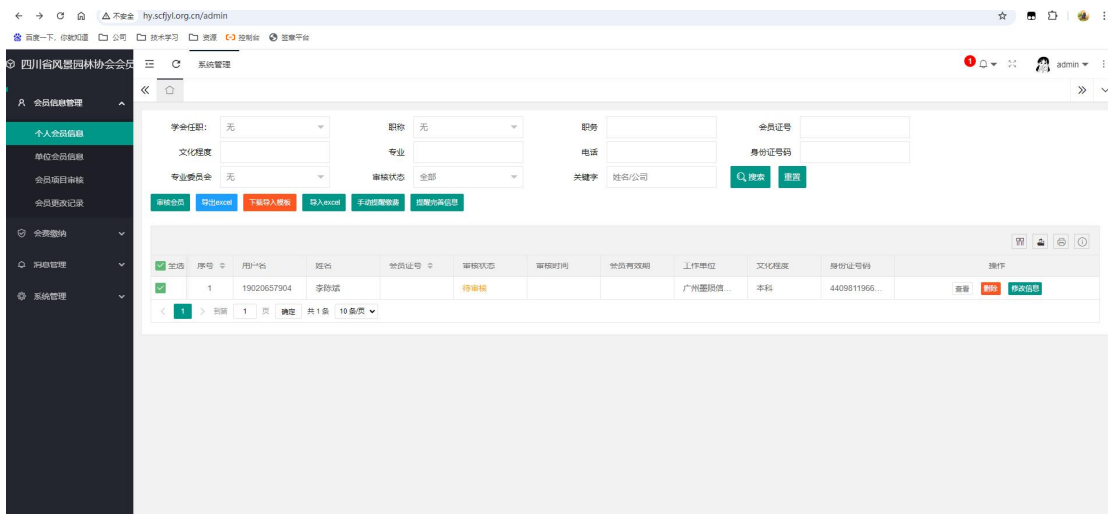 不安全 hy.scfjyl.org.cn/admin
百度一下,你就知道 公司 技术学习 资源 控制台 签章平台
四川省风景园林协会会员 系统管理 1 admin
会员信息管理
个人会员信息
单位会员信息
会员项目审核
会员更改记录
会费缴纳
消息管理
系统管理
学会任职: 无 职称 无 职务 会员证号
文化程度 专业 电话 身份证号码
专业委员会 无 审核状态 全部 关键字 姓名/公司 搜索 重置
审核会员 导出excel 下载导入模板 导入excel 手动提醒缴费 提醒完善信息
全选 序号 用户名 姓名 会员证号 审核状态 审核时间 会员有效期 工作单位 文化程度 身份证号码 操作
1 19020657904 李陈斌 待审核 广州墨陨信... 本科 4409811966... 查看 删除 修改信息
1 到第 1 页 确定 共 1 条 10 条/页